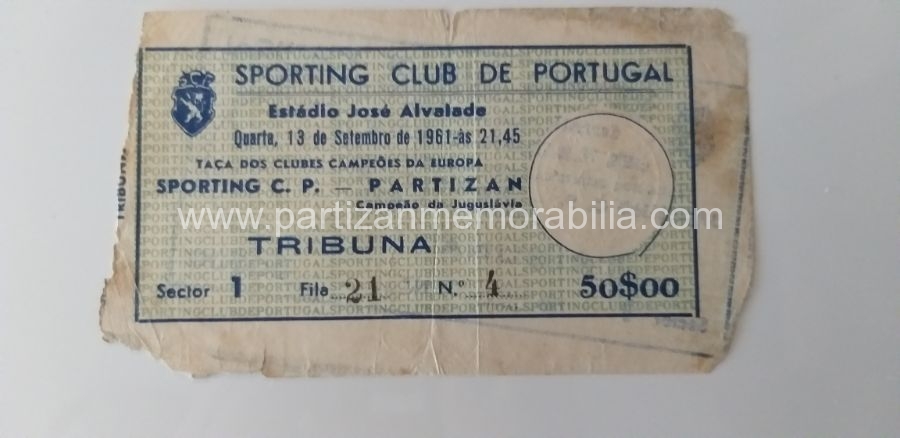 SPORTING CLUB DE PORTUGAL
Estádio José Alvalade
Quarta, 13 de Setembro de 1961-às 21,45
TAÇA DOS CLUBES CAMPEÕES DA EUROPA
SPORTING C. P. — PARTIZAN
Campeão da Jugoslávia
www.partizanmemorabilia.com
TRIBUNA
Sector 1 Fila 21 N.º 4 50$00